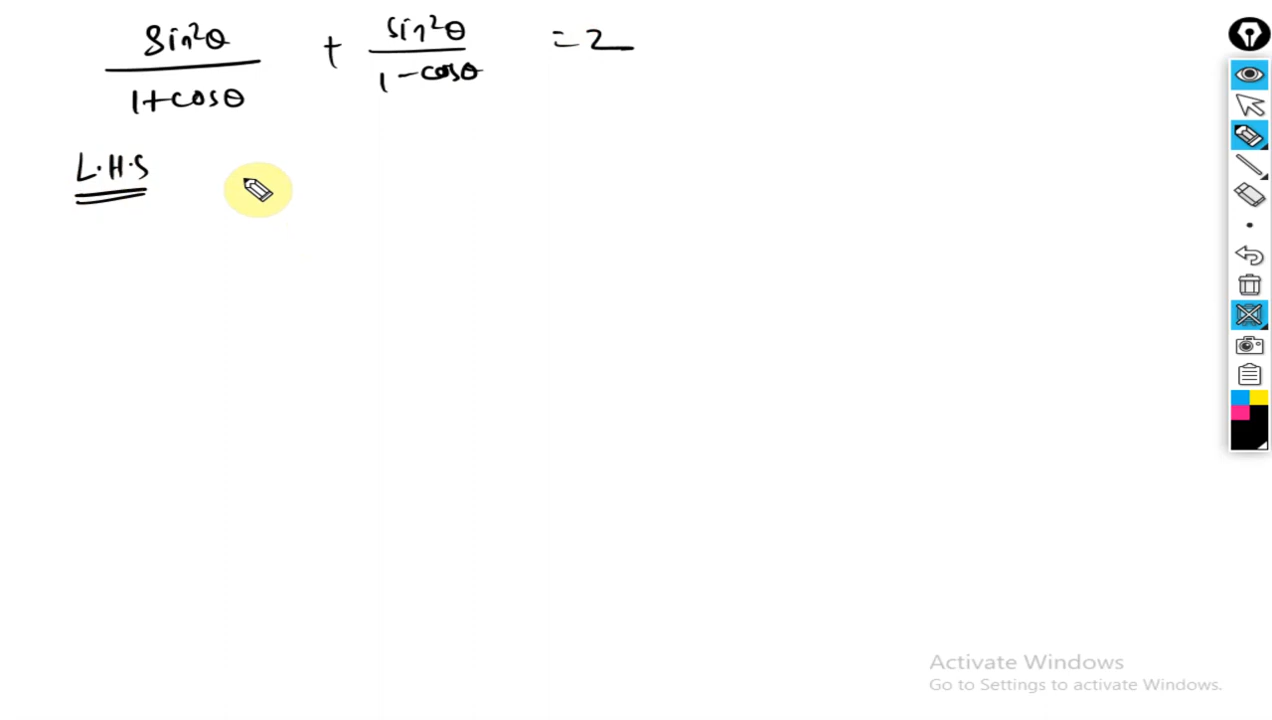 sin²θ/1+cosθ + sin²θ/1-cosθ = 2
L.H.S
Activate Windows
Go to Settings to activate Windows.